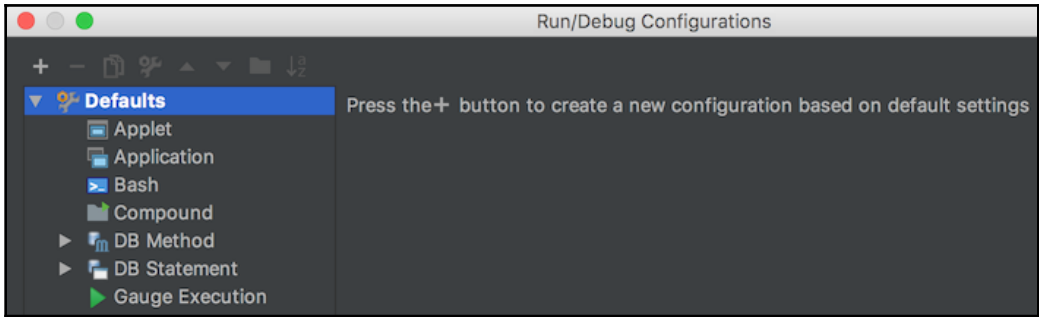 Run/Debug Configurations
Defaults
Press the+ button to create a new configuration based on default settings
Applet
Application
Bash
Compound
DB Method
DB Statement
Gauge Execution